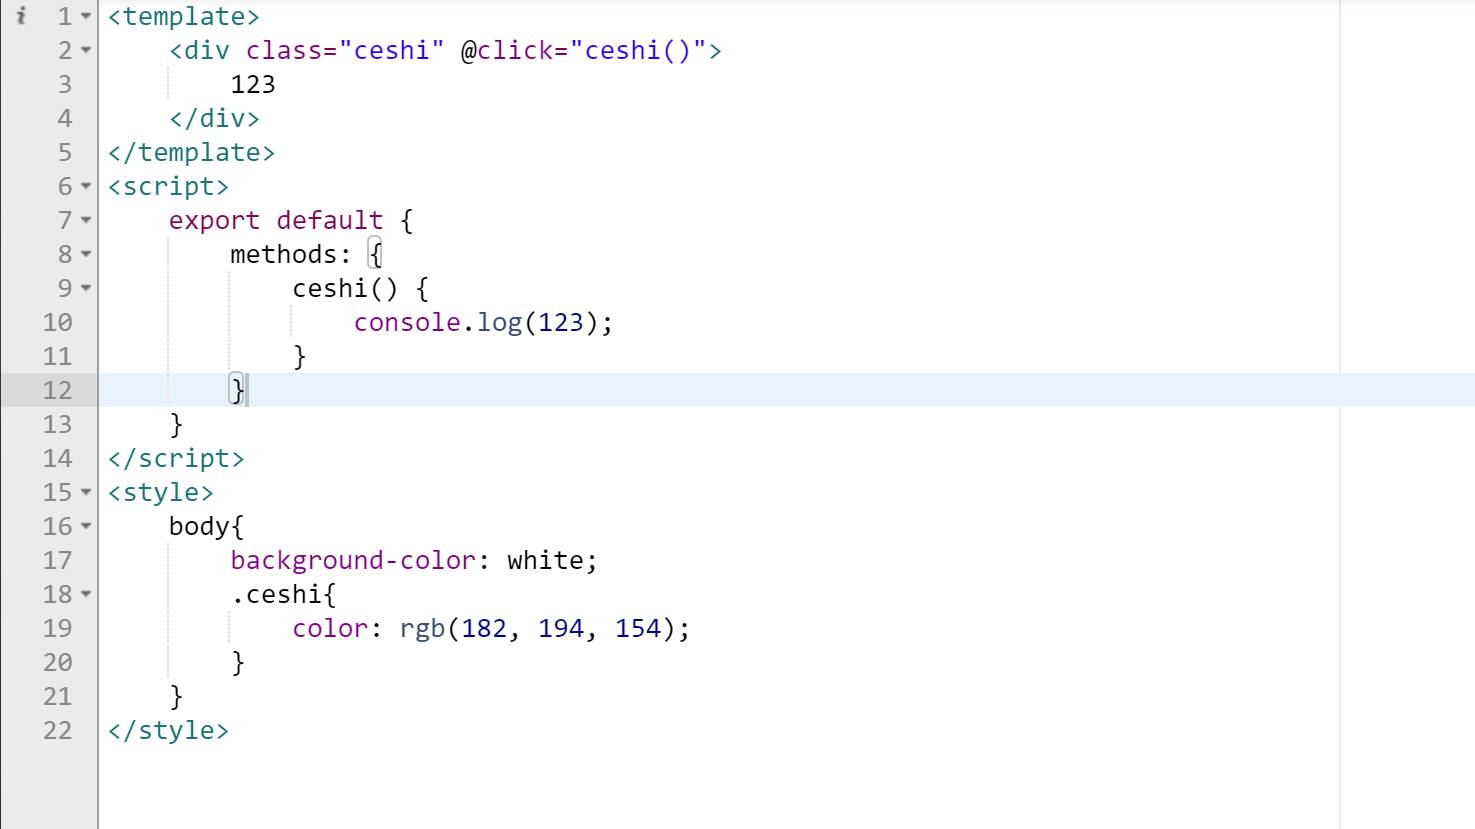 i 1 <template>
2     <div class="ceshi" @click="ceshi()">
3         123
4     </div>
5 </template>
6 <script>
7     export default {
8         methods: {
9             ceshi() {
10                 console.log(123);
11             }
12         }
13     }
14 </script>
15 <style>
16     body{
17         background-color: white;
18         .ceshi{
19             color: rgb(182, 194, 154);
20         }
21     }
22 </style>